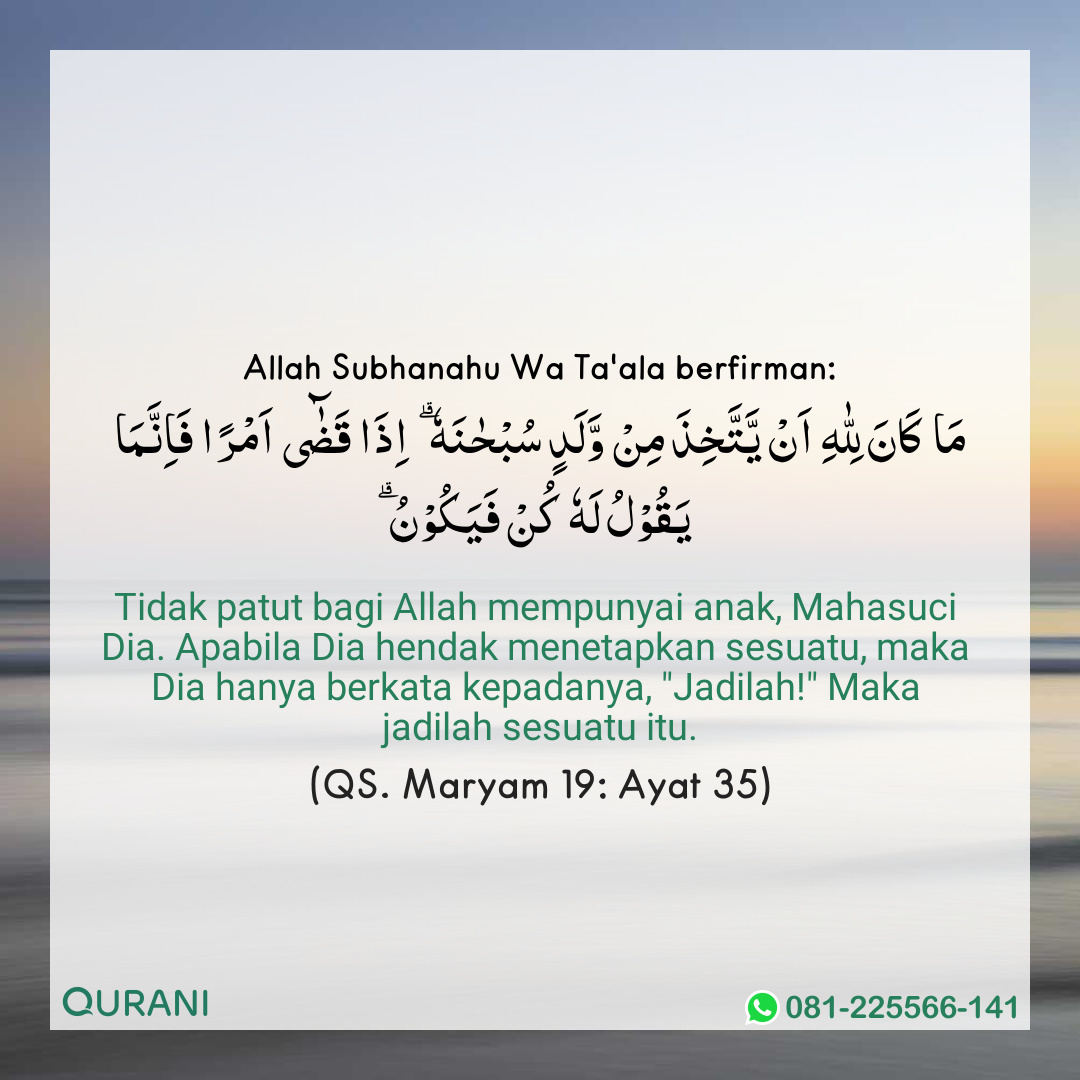 Allah Subhanahu Wa Ta'ala berfirman:
مَا كَانَ لِلّٰهِ اَنْ يَّتَّخِذَ مِنْ وَّلَدٍ سُبْحٰنَهٗ ۗ اِذَا قَضٰٓى اَمْرًا فَاِنَّمَا
يَقُوْلُ لَهٗ كُنْ فَيَكُوْنُ ۗ
Tidak patut bagi Allah mempunyai anak, Mahasuci
Dia. Apabila Dia hendak menetapkan sesuatu, maka
Dia hanya berkata kepadanya, "Jadilah!" Maka
jadilah sesuatu itu.
(QS. Maryam 19: Ayat 35)
QURANI
081-225566-141